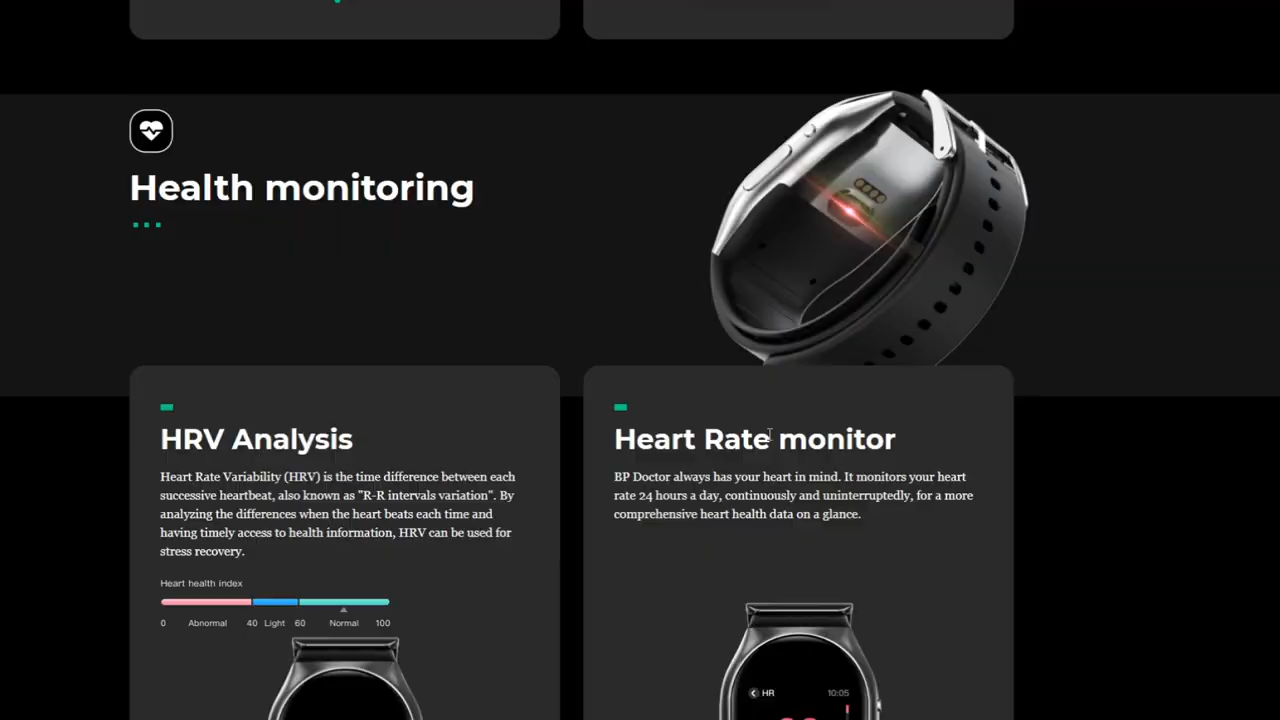 Health monitoring
HRV Analysis
Heart Rate Variability (HRV) is the time difference between each
successive heartbeat, also known as "R-R intervals variation". By
analyzing the differences when the heart beats each time and
having timely access to health information, HRV can be used for
stress recovery.
Heart health index
0 Abnormal 40 Light 60 Normal 100
Heart Rate monitor
BP Doctor always has your heart in mind. It monitors your heart
rate 24 hours a day, continuously and uninterruptedly, for a more
comprehensive heart health data on a glance.
HR 10:05